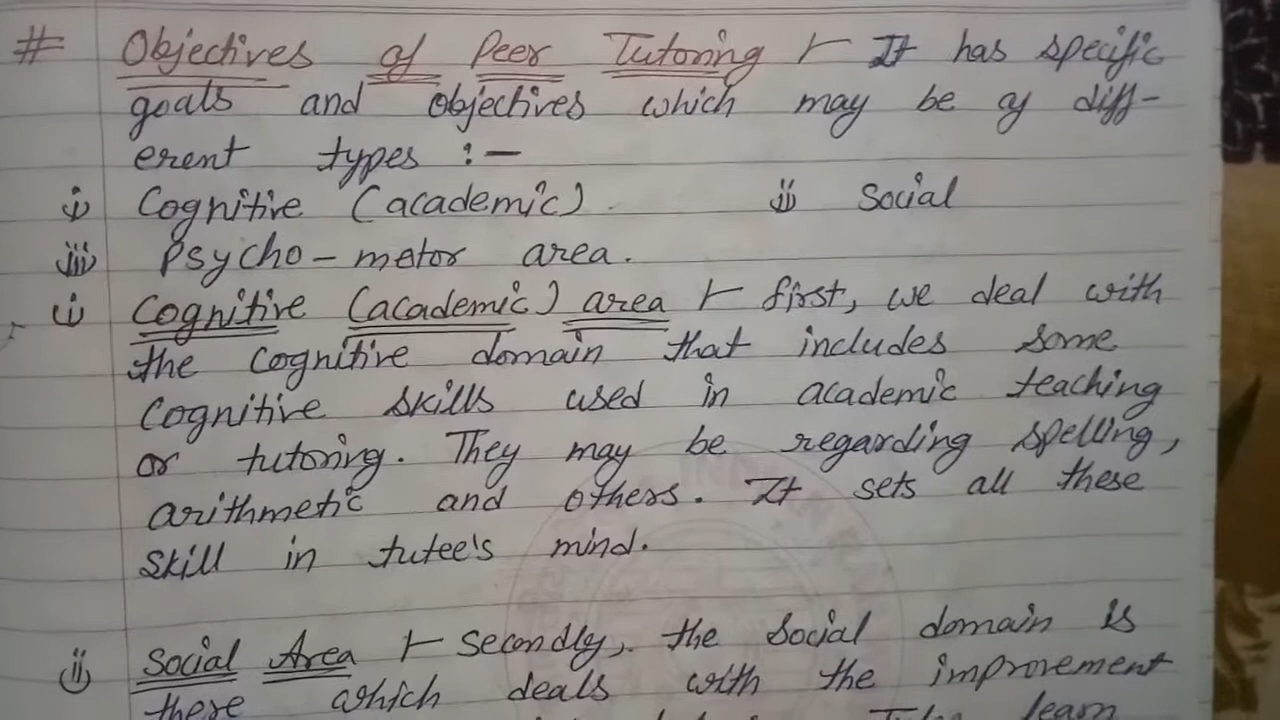 # Objectives of Peer Tutoring :- It has specific
goals and objectives which may be of diff-
erent types :-
i) Cognitive (academic). ii) Social
iii) Psycho-motor area.
i) Cognitive (academic) area :- first, we deal with
the cognitive domain that includes some
cognitive skills used in academic teaching
or tutoring. They may be regarding spelling,
arithmetic and others. It sets all these
skill in tutee's mind.
ii) Social Area :- secondly, the social domain is
there which deals with the improvement
learn